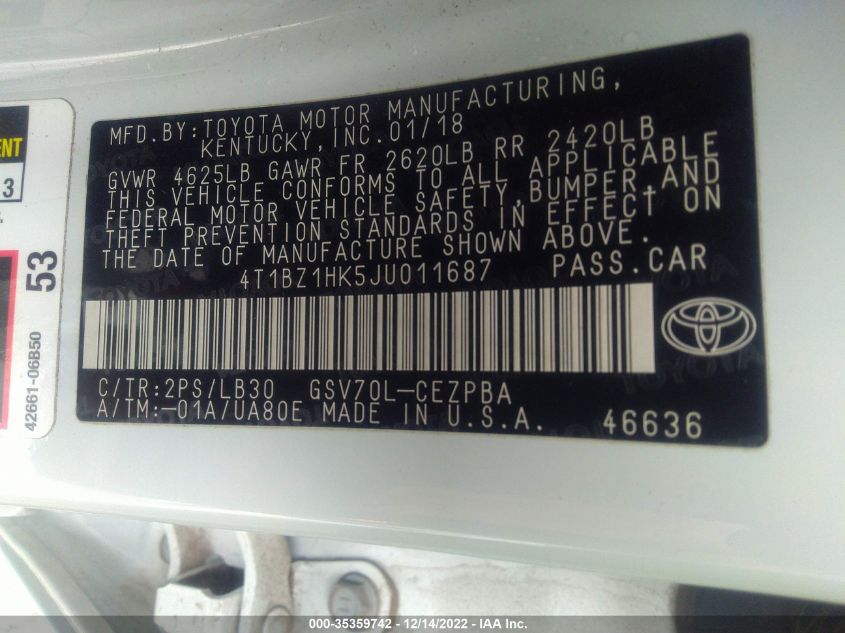 ENT
3
53
42661-06B50
MFD.BY:TOYOTA MOTOR MANUFACTURING,
KENTUCKY,INC.01/18
GVWR 4625LB GAWR FR 2620LB RR 2420LB
THIS VEHICLE CONFORMS TO ALL APPLICABLE
FEDERAL MOTOR VEHICLE SAFETY,BUMPER,AND
THEFT PREVENTION STANDARDS IN EFFECT ON
THE DATE OF MANUFACTURE SHOWN ABOVE.
4T1BZ1HK5JU011687 PASS.CAR
C/TR:2PS/LB30 GSV70L-CEZPBA
A/TM:-01A/UA80E MADE IN U.S.A. 46636
000-35359742 - 12/14/2022 - IAA Inc.